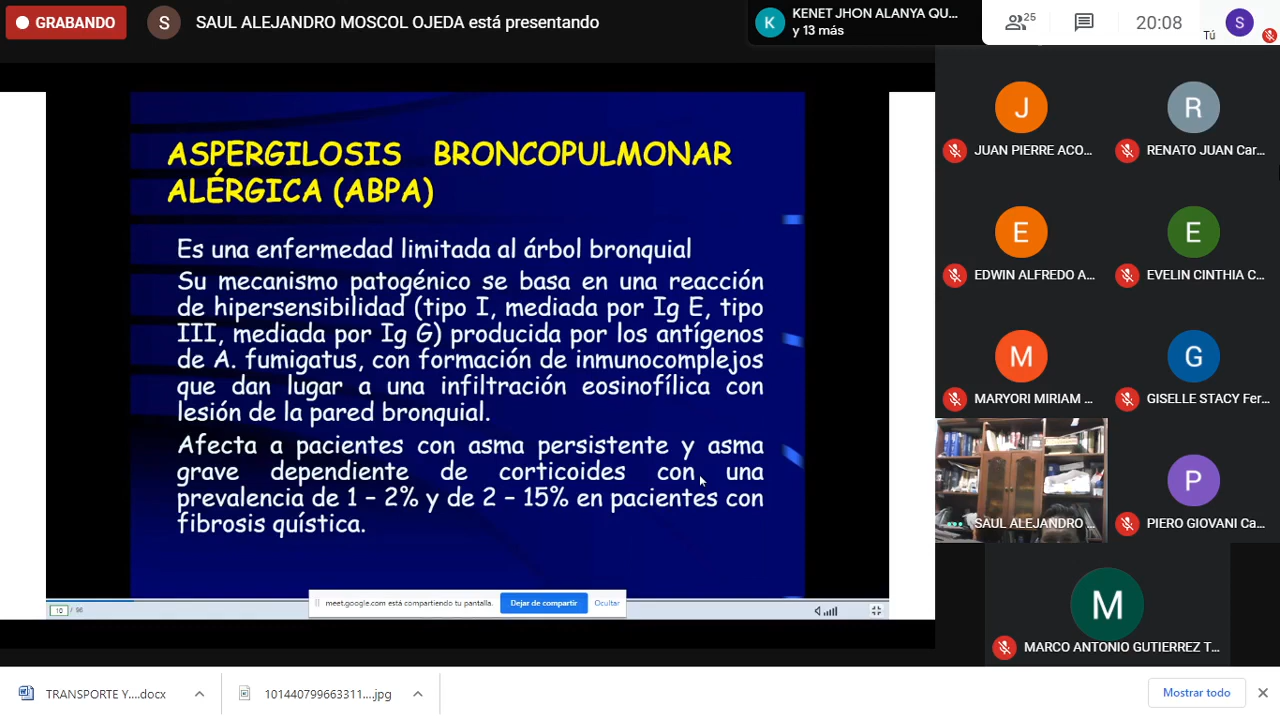 GRABANDO
S
SAUL ALEJANDRO MOSCOL OJEDA está presentando
K
KENET JHON ALANYA QU...
y 13 más
25
20:08
Tú
S
ASPERGILOSIS BRONCOPULMONAR
ALÉRGICA (ABPA)
Es una enfermedad limitada al árbol bronquial
Su mecanismo patogénico se basa en una reacción
de hipersensibilidad (tipo I, mediada por Ig E, tipo
III, mediada por Ig G) producida por los antígenos
de A. fumigatus, con formación de inmunocomplejos
que dan lugar a una infiltración eosinofílica con
lesión de la pared bronquial.
Afecta a pacientes con asma persistente y asma
grave dependiente de corticoides con una
prevalencia de 1 - 2% y de 2 - 15% en pacientes con
fibrosis quística.
meet.google.com está compartiendo tu pantalla.
Dejar de compartir
Ocultar
10 / 56
J
JUAN PIERRE ACO...
R
RENATO JUAN Car...
E
EDWIN ALFREDO A...
E
EVELIN CINTHIA C...
M
MARYORI MIRIAM ...
G
GISELLE STACY Fer...
SAUL ALEJANDRO ...
P
PIERO GIOVANI Ca...
M
MARCO ANTONIO GUTIERREZ T...
TRANSPORTE Y....docx
101440799663311....jpg
Mostrar todo